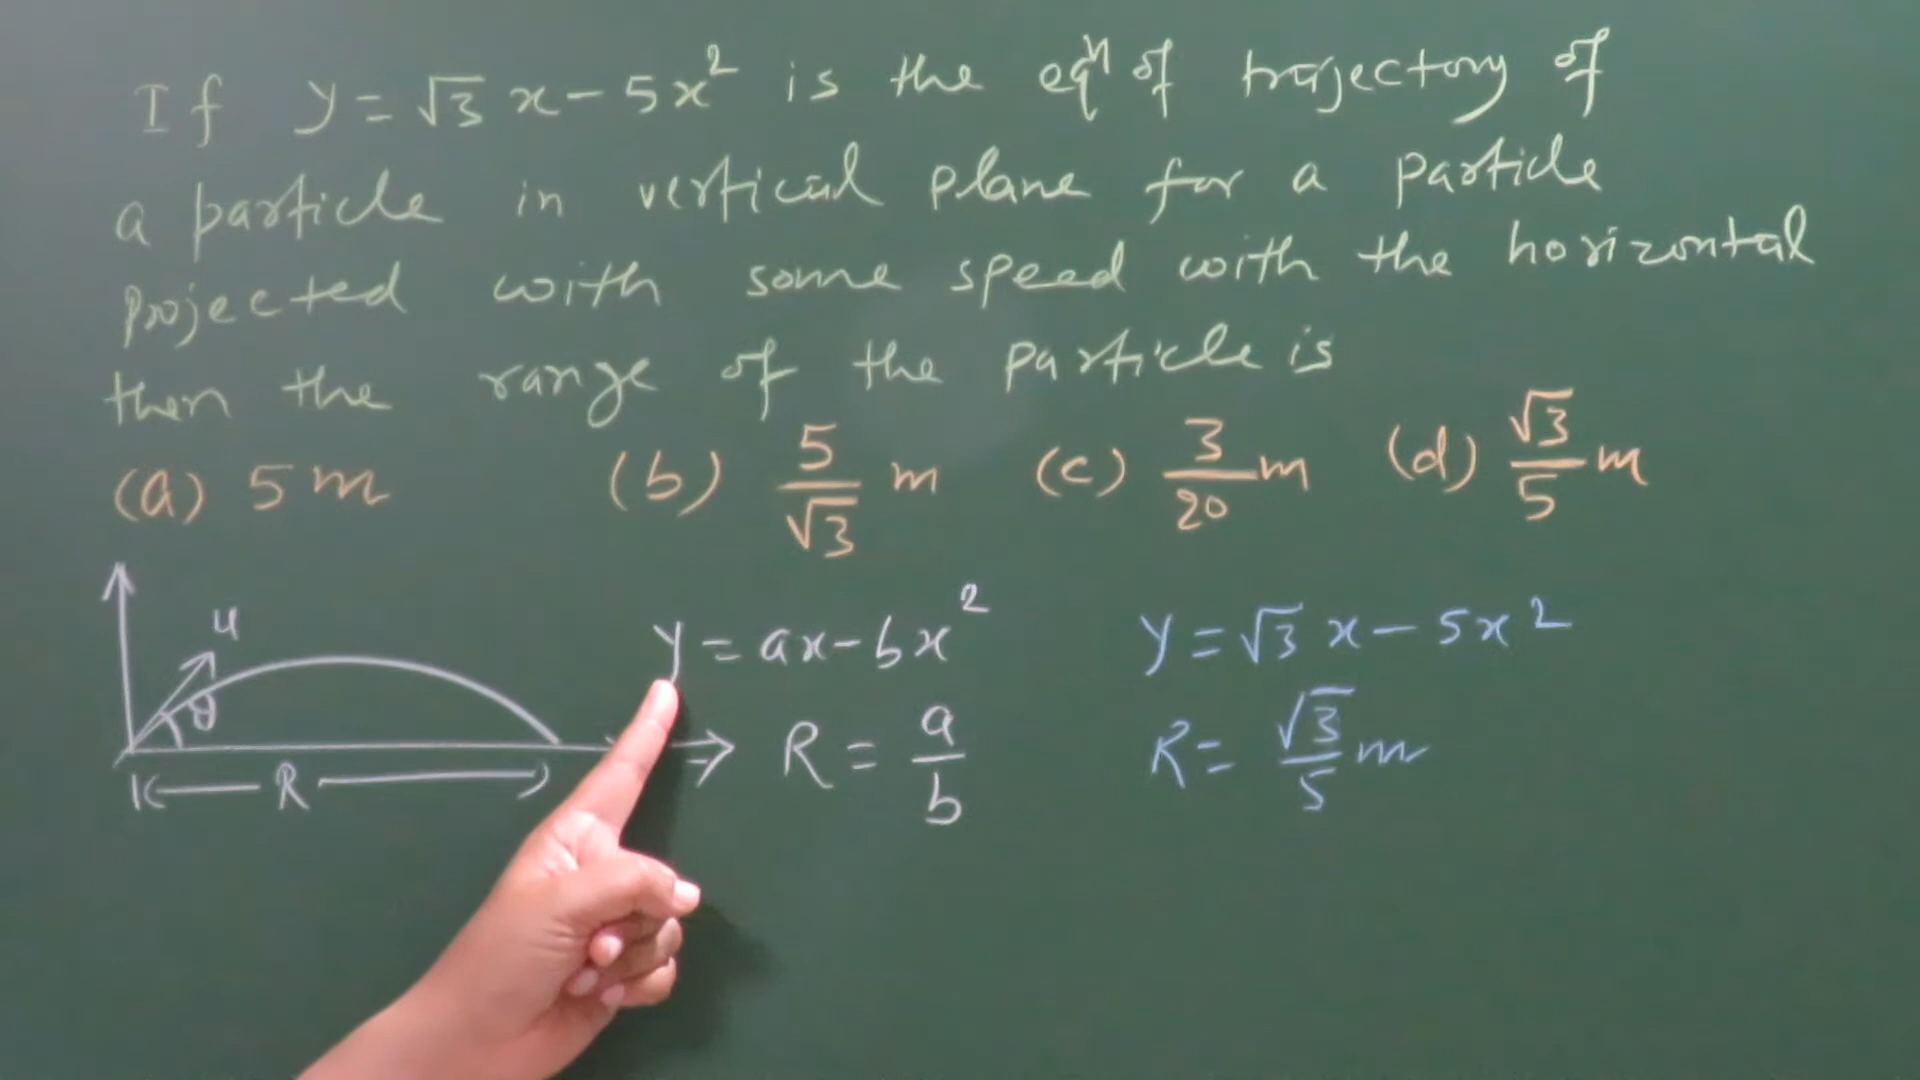 If y = √3 x - 5x² is the eqⁿ of trajectory of
a particle in vertical plane for a particle
projected with some speed with the horizontal
then the range of the particle is
(a) 5 m (b) 5/√3 m (c) 3/20 m (d) √3/5 m
u
θ
R
y = ax - bx²
R = a/b
y = √3 x - 5x²
R = √3/5 m